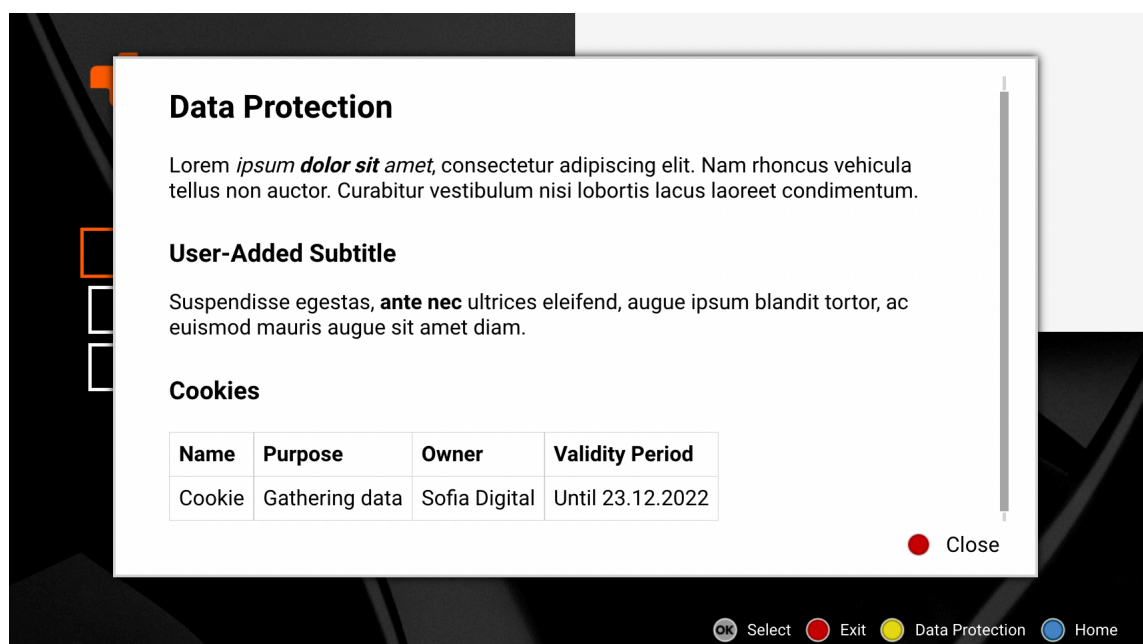 Data Protection
Lorem ipsum dolor sit amet, consectetur adipiscing elit. Nam rhoncus vehicula
tellus non auctor. Curabitur vestibulum nisi lobortis lacus laoreet condimentum.
User-Added Subtitle
Suspendisse egestas, ante nec ultrices eleifend, augue ipsum blandit tortor, ac
euismod mauris augue sit amet diam.
Cookies
Name Purpose Owner Validity Period
Cookie Gathering data Sofia Digital Until 23.12.2022
Close
OK Select Exit Data Protection Home